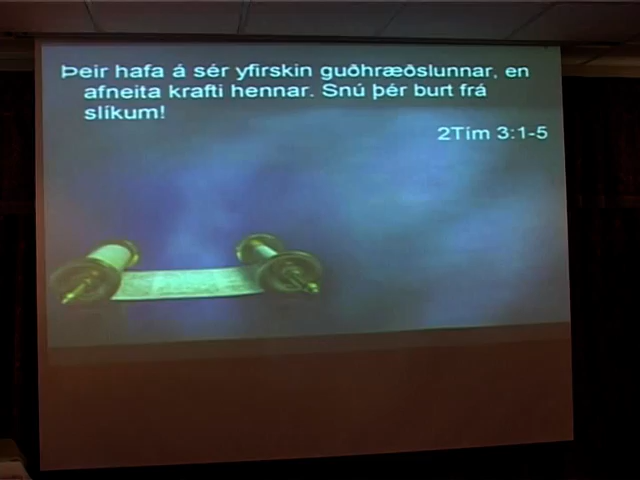 Þeir hafa á sér yfirskin guðhræðslunnar, en
afneita krafti hennar. Snú þér burt frá
slíkum!
2Tím 3:1-5